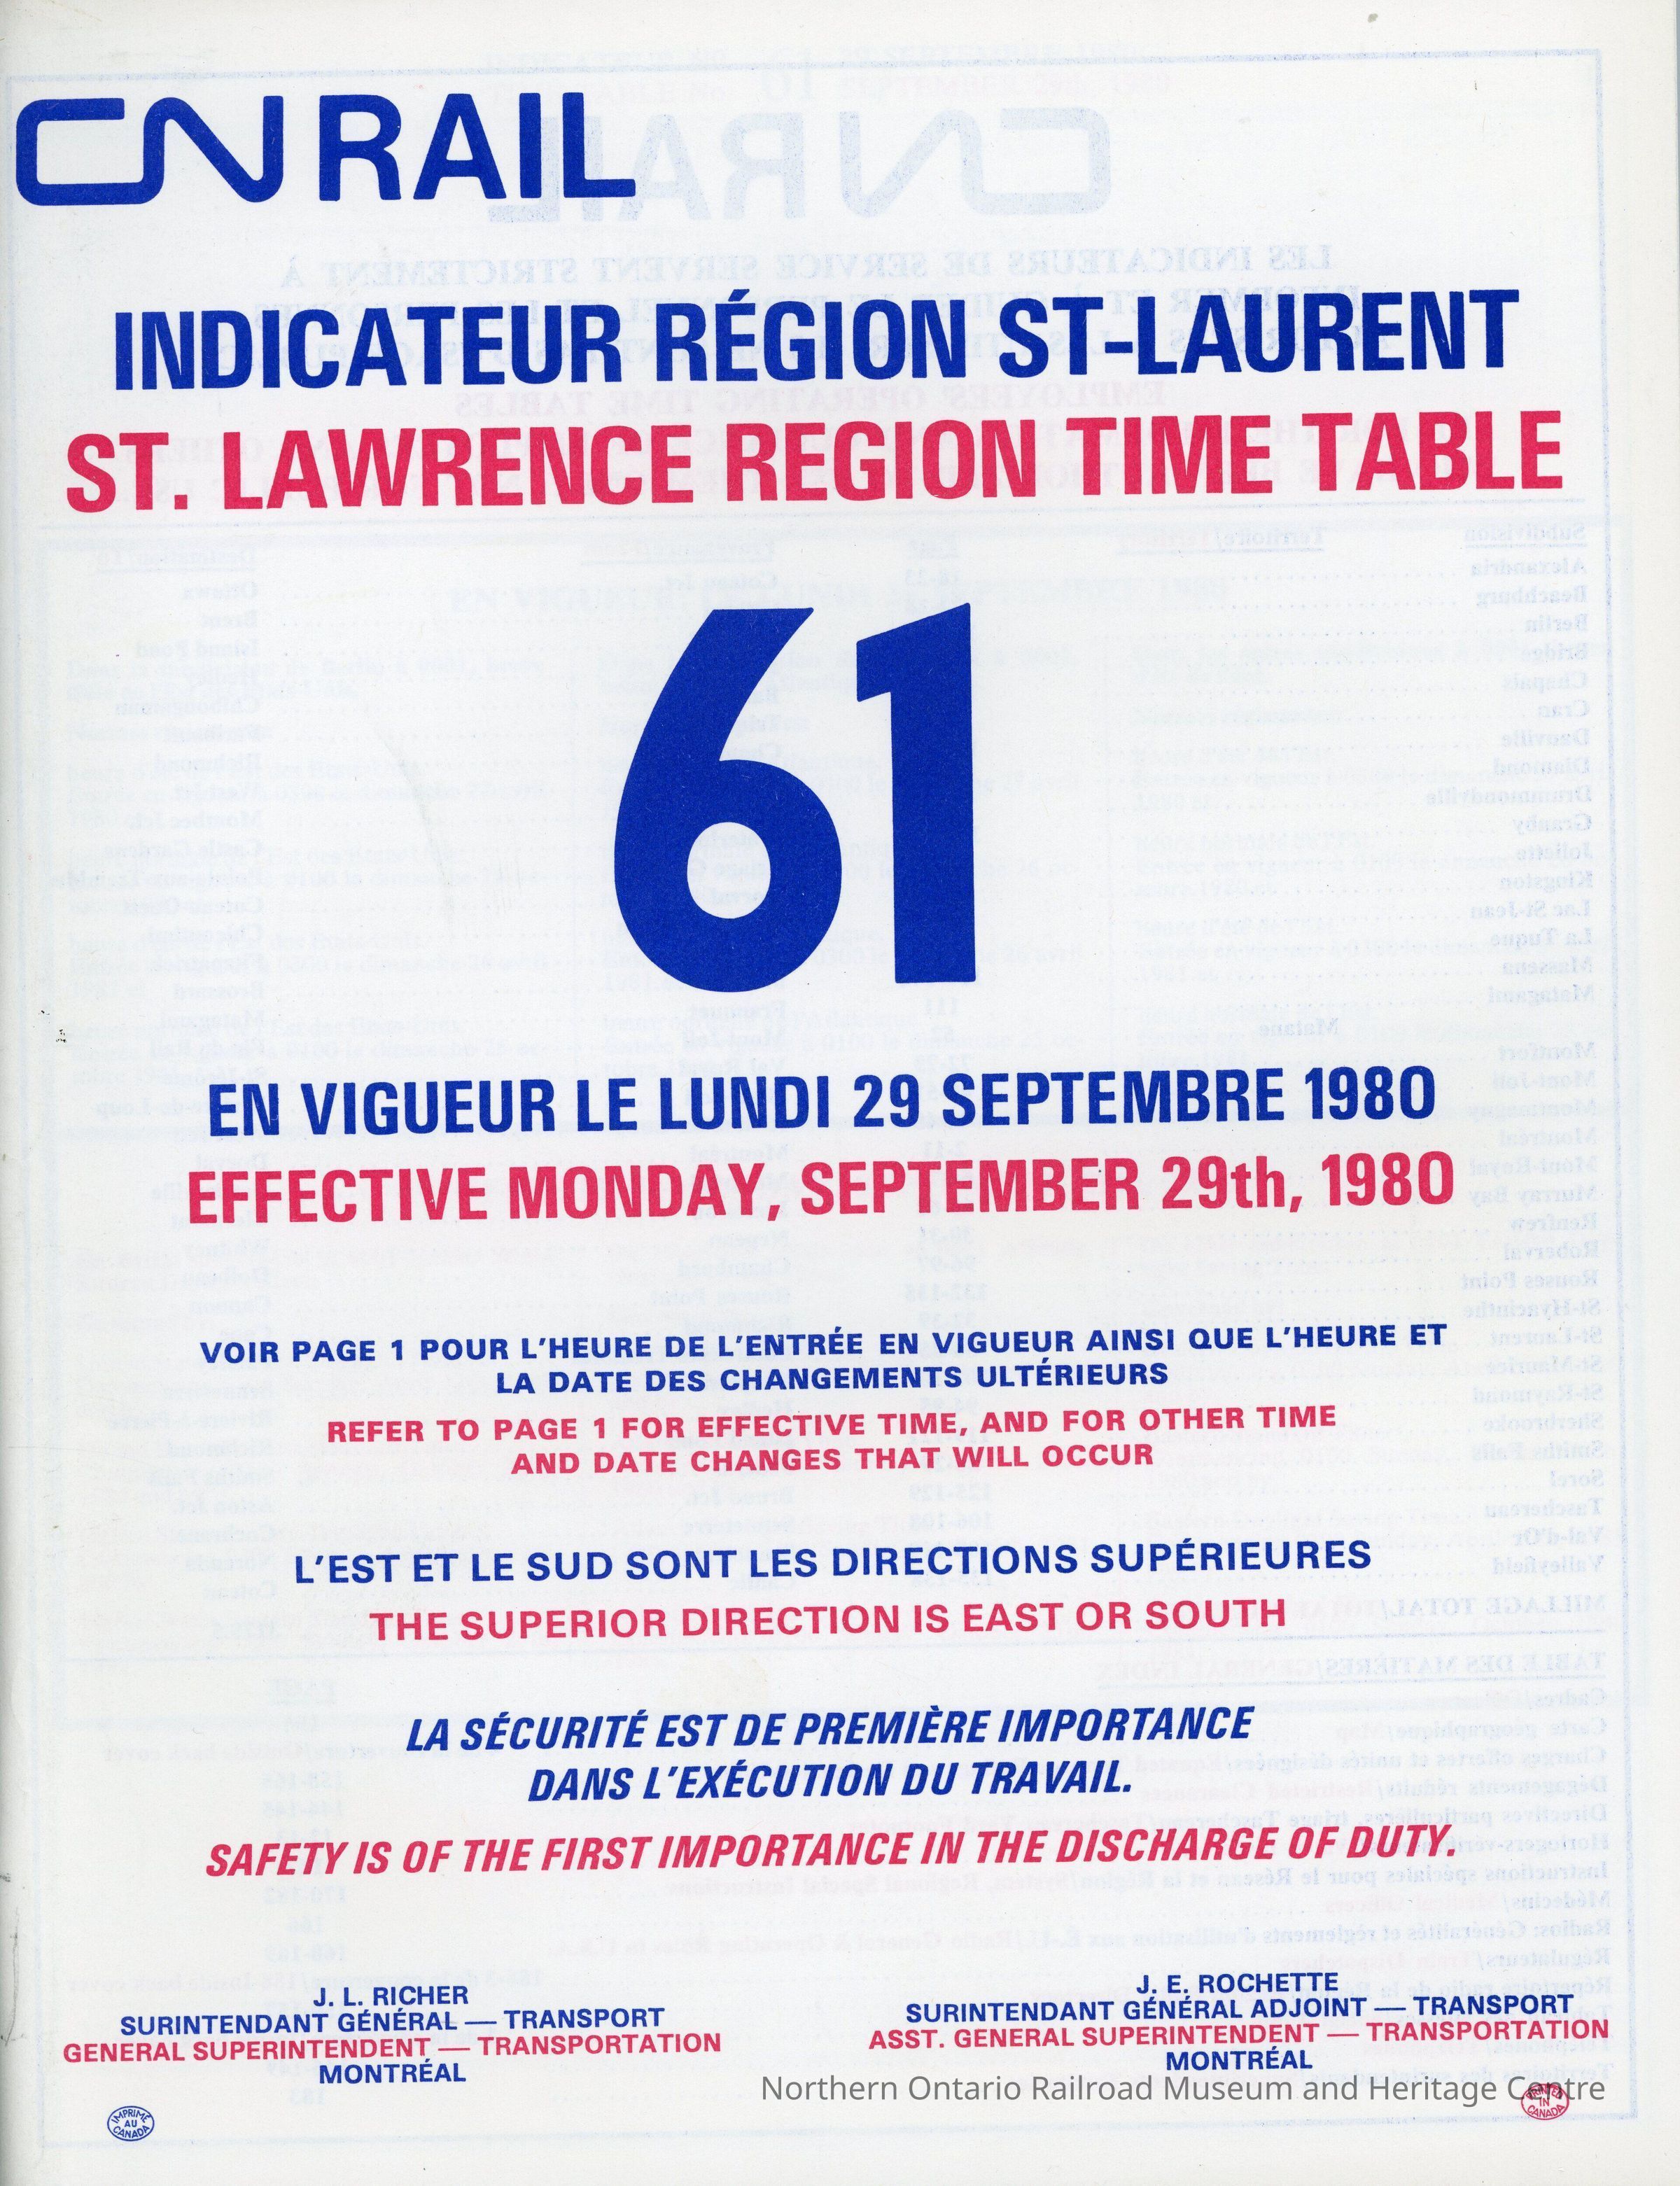 CN RAIL
INDICATEUR RÉGION ST-LAURENT
ST. LAWRENCE REGION TIME TABLE
61
EN VIGUEUR LE LUNDI 29 SEPTEMBRE 1980
EFFECTIVE MONDAY, SEPTEMBER 29th, 1980
VOIR PAGE 1 POUR L'HEURE DE L'ENTRÉE EN VIGUEUR AINSI QUE L'HEURE ET
LA DATE DES CHANGEMENTS ULTÉRIEURS
REFER TO PAGE 1 FOR EFFECTIVE TIME, AND FOR OTHER TIME
AND DATE CHANGES THAT WILL OCCUR
L'EST ET LE SUD SONT LES DIRECTIONS SUPÉRIEURES
THE SUPERIOR DIRECTION IS EAST OR SOUTH
LA SÉCURITÉ EST DE PREMIÈRE IMPORTANCE
DANS L'EXÉCUTION DU TRAVAIL.
SAFETY IS OF THE FIRST IMPORTANCE IN THE DISCHARGE OF DUTY.
J. L. RICHER
SURINTENDANT GÉNÉRAL — TRANSPORT
GENERAL SUPERINTENDENT — TRANSPORTATION
MONTRÉAL
J. E. ROCHETTE
SURINTENDANT GÉNÉRAL ADJOINT — TRANSPORT
ASST. GENERAL SUPERINTENDENT — TRANSPORTATION
MONTRÉAL
Northern Ontario Railroad Museum and Heritage Centre
IMPRIMÉ
AU
CANADA
PRINTED
IN
CANADA